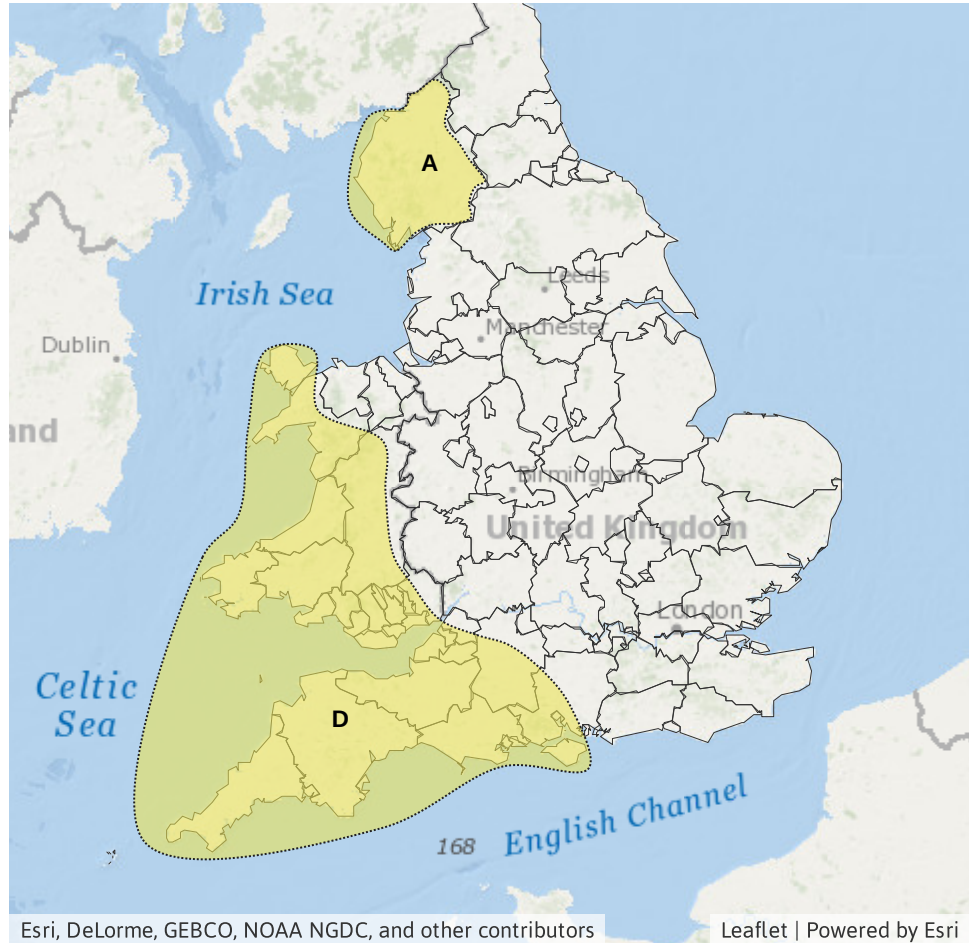 A
Irish Sea
Leeds
Manchester
Dublin
and
Birmingham
United Kingdom
London
Celtic
Sea
D
English Channel
168
Esri, DeLorme, GEBCO, NOAA NGDC, and other contributors
Leaflet | Powered by Esri